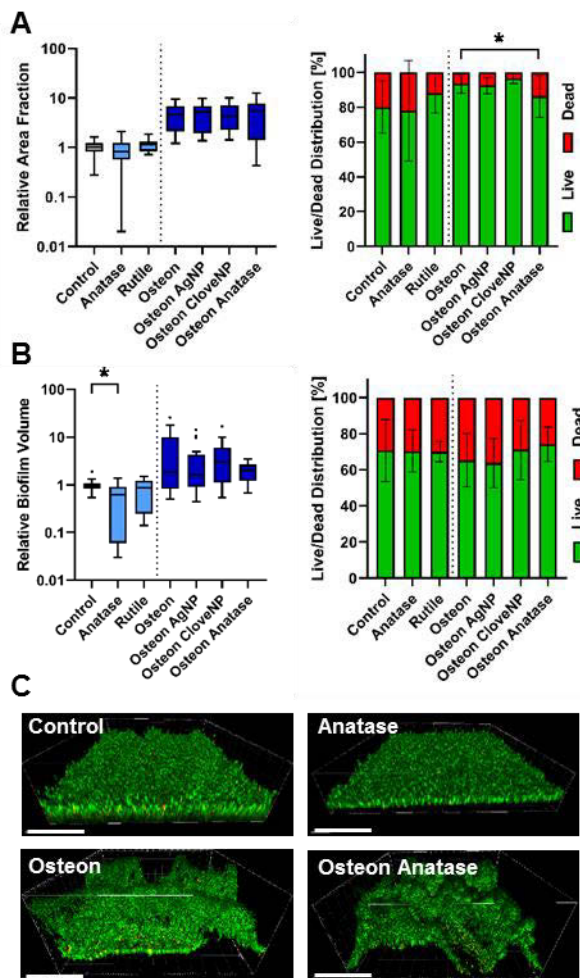 A
Relative Area Fraction
100
10
1
0.1
0.01
Control
Anatase
Rutile
Osteon
Osteon AgNP
Osteon CloveNP
Osteon Anatase
Live/Dead Distribution [%]
100
80
60
40
20
0
*
Control
Anatase
Rutile
Osteon
Osteon AgNP
Osteon CloveNP
Osteon Anatase
Live
Dead
B
Relative Biofilm Volume
100
10
1
0.1
0.01
*
Control
Anatase
Rutile
Osteon
Osteon AgNP
Osteon CloveNP
Osteon Anatase
Live/Dead Distribution [%]
100
80
60
40
20
0
Control
Anatase
Rutile
Osteon
Osteon AgNP
Osteon CloveNP
Osteon Anatase
Live
Dead
C
Control
Anatase
Osteon
Osteon Anatase